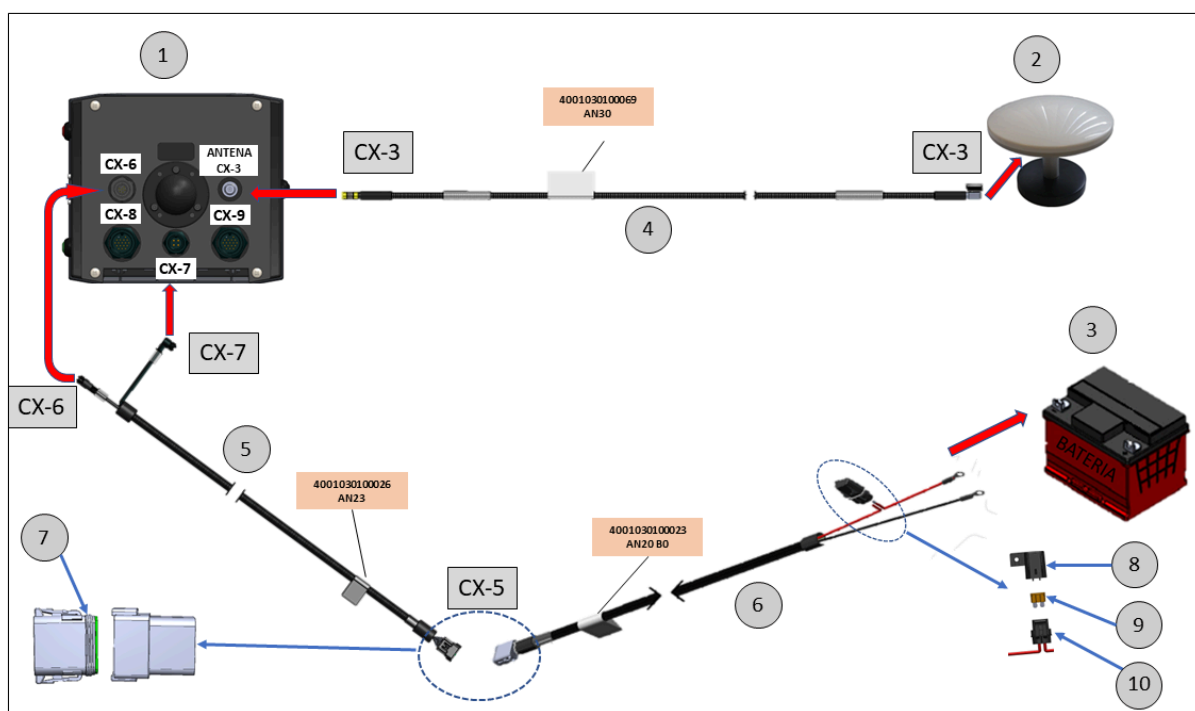 1
2
4001030100069
AN30
CX-3
CX-3
ANTENA
CX-3
CX-6
CX-8
CX-9
CX-7
4
3
CX-7
CX-6
BATERIA
5
4001030100026
AN23
4001030100023
AN20 B0
7
CX-5
8
6
9
10